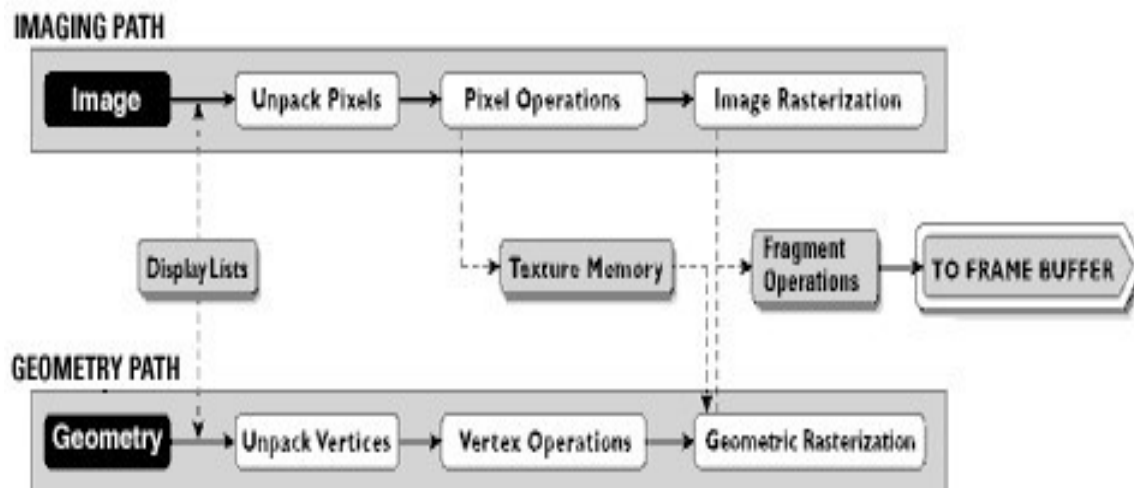 IMAGING PATH
Image
Unpack Pixels
Pixel Operations
Image Rasterization
Display Lists
Texture Memory
Fragment
Operations
TO FRAME BUFFER
GEOMETRY PATH
Geometry
Unpack Vertices
Vertex Operations
Geometric Rasterization